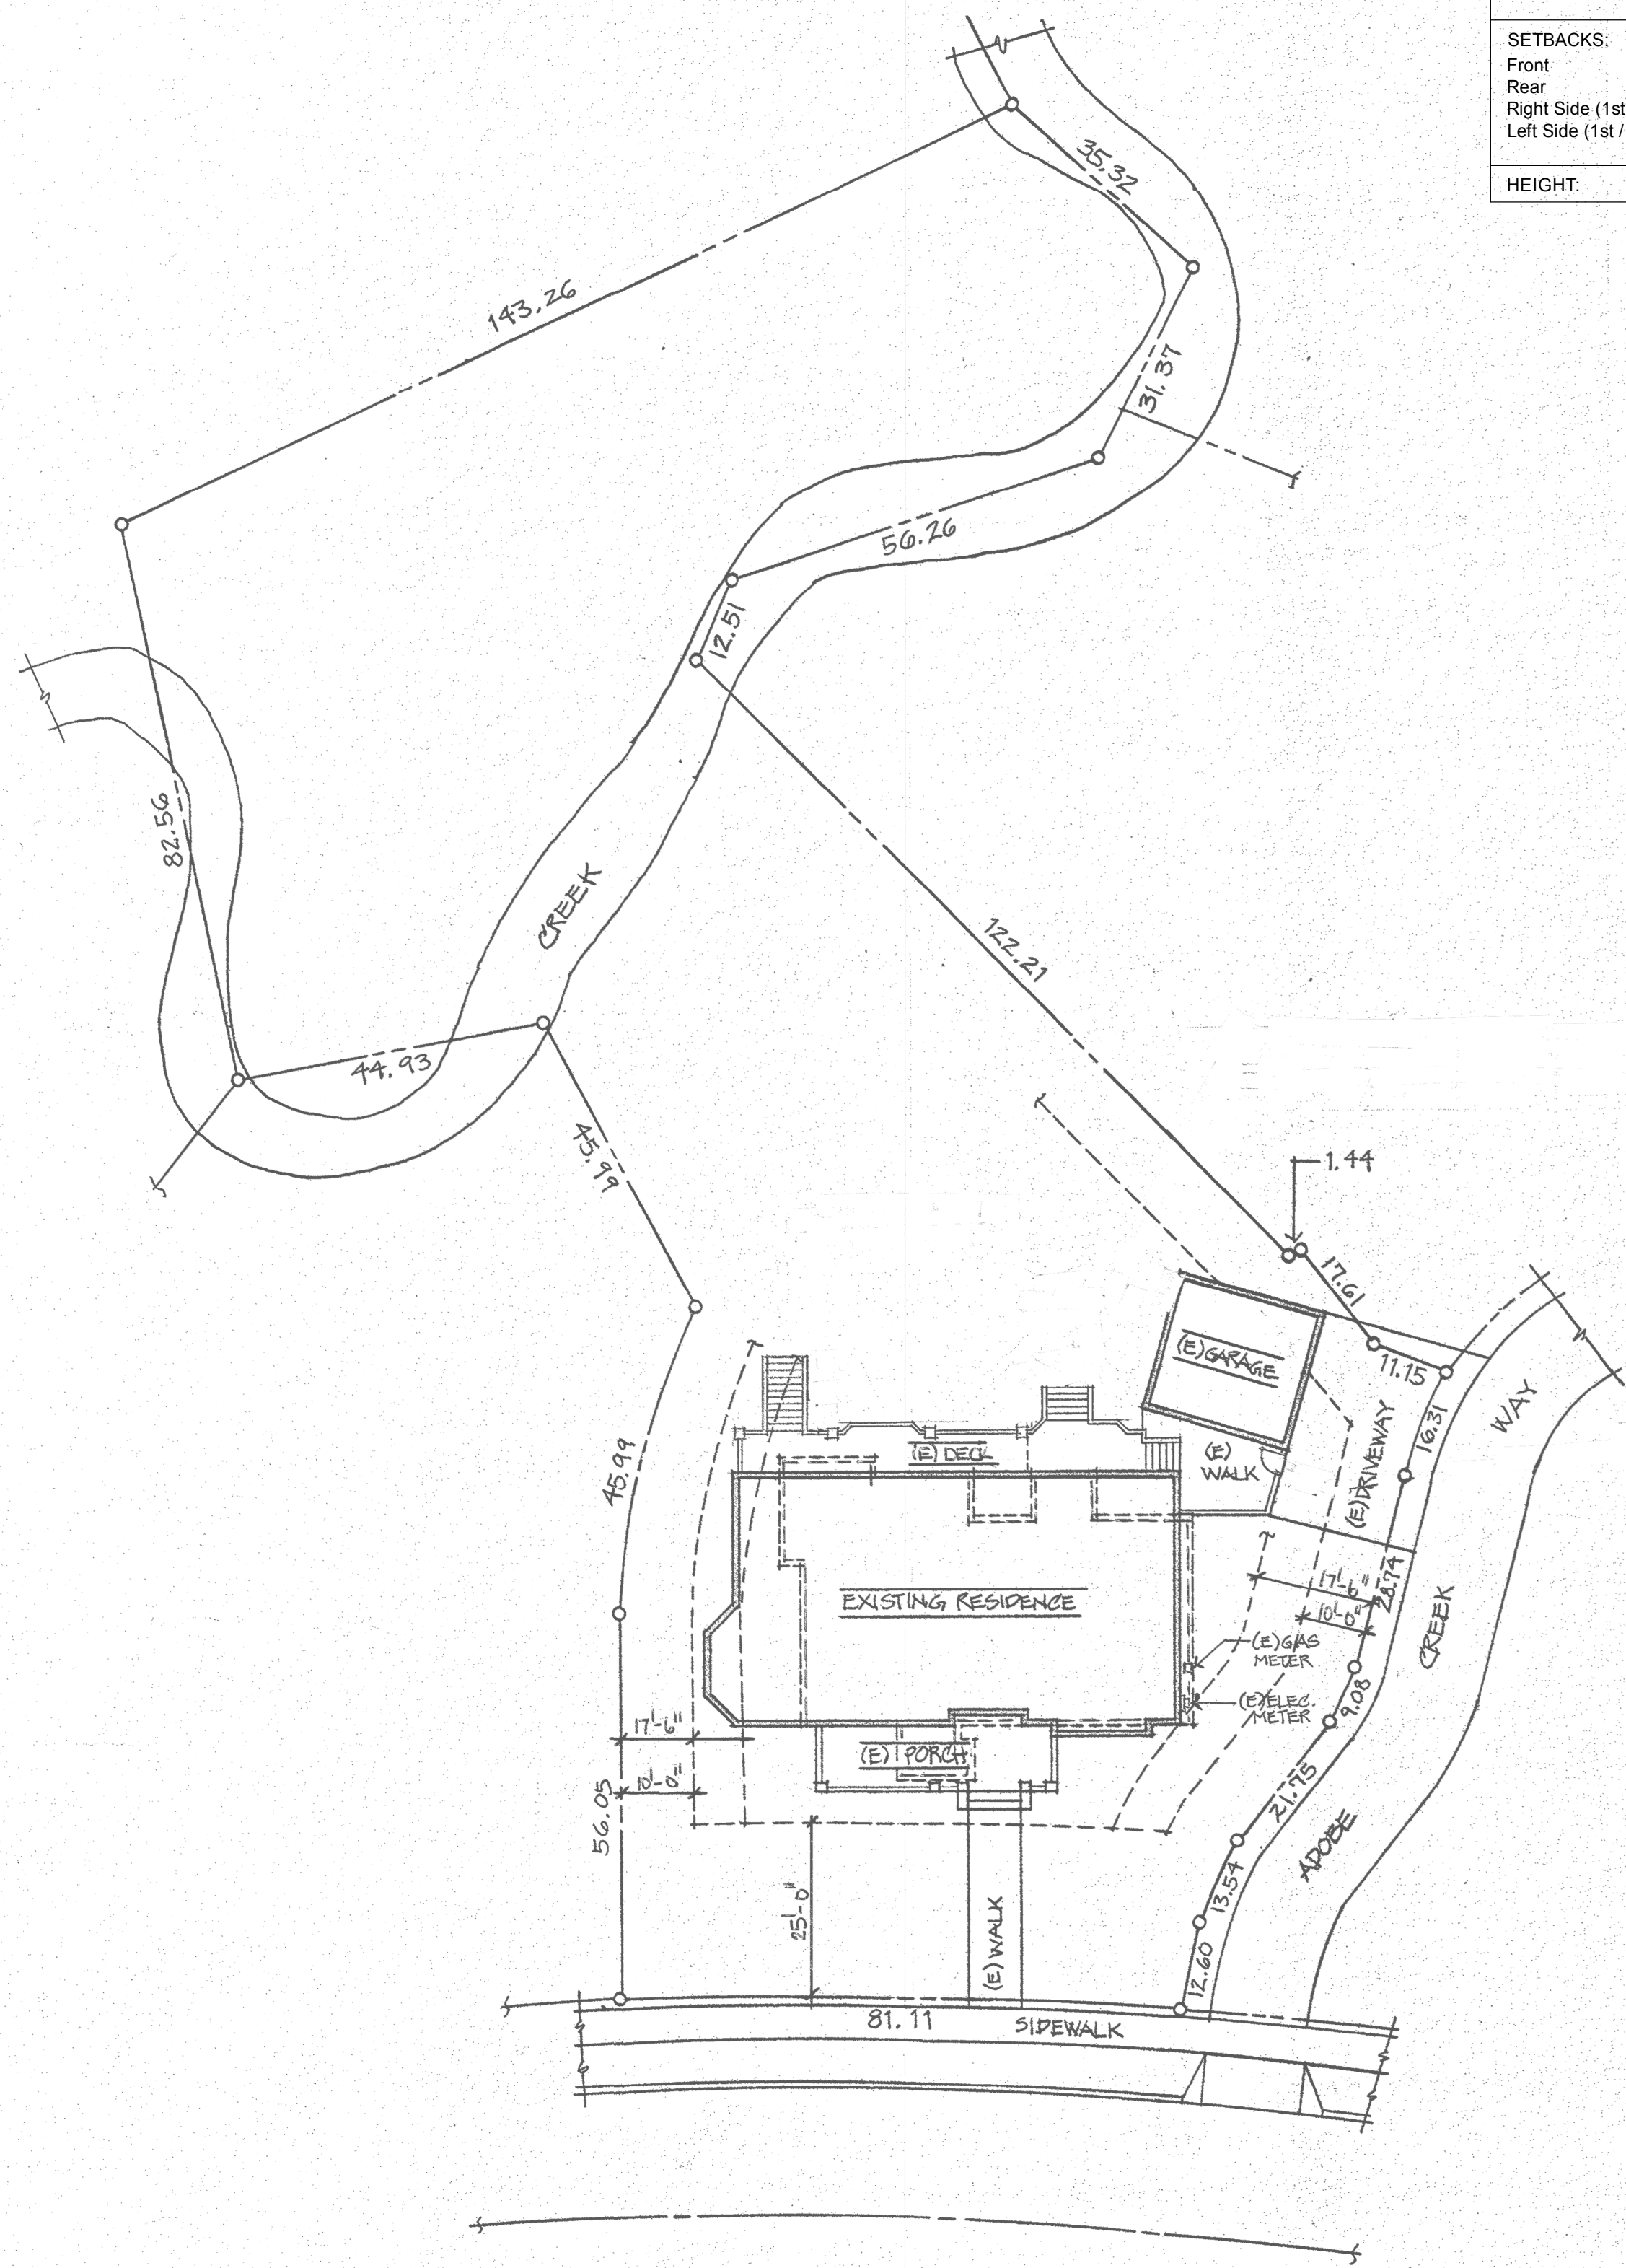 SETBACKS:
Front
Rear
Right Side (1st
Left Side (1st /
HEIGHT:
35.32
143.26
31.37
56.26
12.51
82.56
CREEK
122.21
44.93
45.99
1.44
17.61
(E) GARAGE
11.15
WAY
16.31
(E) DECK
(E)
WALK
(E) DRIVEWAY
45.99
28.74
17'-6"
10'-0"
EXISTING RESIDENCE
CREEK
(E) GAS
METER
(E) ELEC.
METER
9.08
17'-6"
(E) PORCH
10'-0"
56.05
21.75
ADOBE
13.54
25'-0"
(E) WALK
12.60
81.11
SIDEWALK